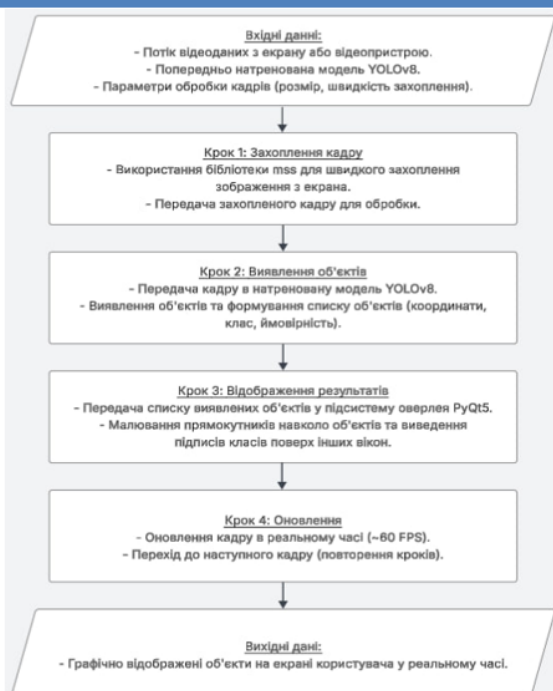 Вхідні данні:
- Потік відеоданих з екрану або відеопристрою.
- Попередньо натренована модель YOLOv8.
- Параметри обробки кадрів (розмір, швидкість захоплення).
Крок 1: Захоплення кадру
- Використання бібліотеки mss для швидкого захоплення
зображення з екрана.
- Передача захопленого кадру для обробки.
Крок 2: Виявлення об'єктів
- Передача кадру в натреновану модель YOLOv8.
- Виявлення об'єктів та формування списку об'єктів (координати,
клас, ймовірність).
Крок 3: Відображення результатів
- Передача списку виявлених об'єктів у підсистему оверлея PyQt5.
- Малювання прямокутників навколо об'єктів та виведення
підписів класів поверх інших вікон.
Крок 4: Оновлення
- Оновлення кадру в реальному часі (~60 FPS).
- Перехід до наступного кадру (повторення кроків).
Вихідні дані:
- Графічно відображені об'єкти на екрані користувача у реальному часі.